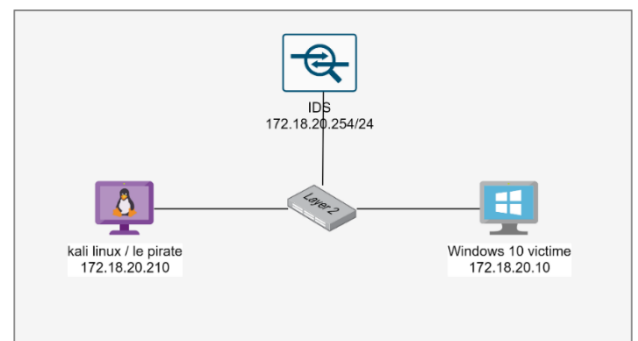 IDS
172.18.20.254/24
Layer 2
kali linux / le pirate
172.18.20.210
Windows 10 victime
172.18.20.10